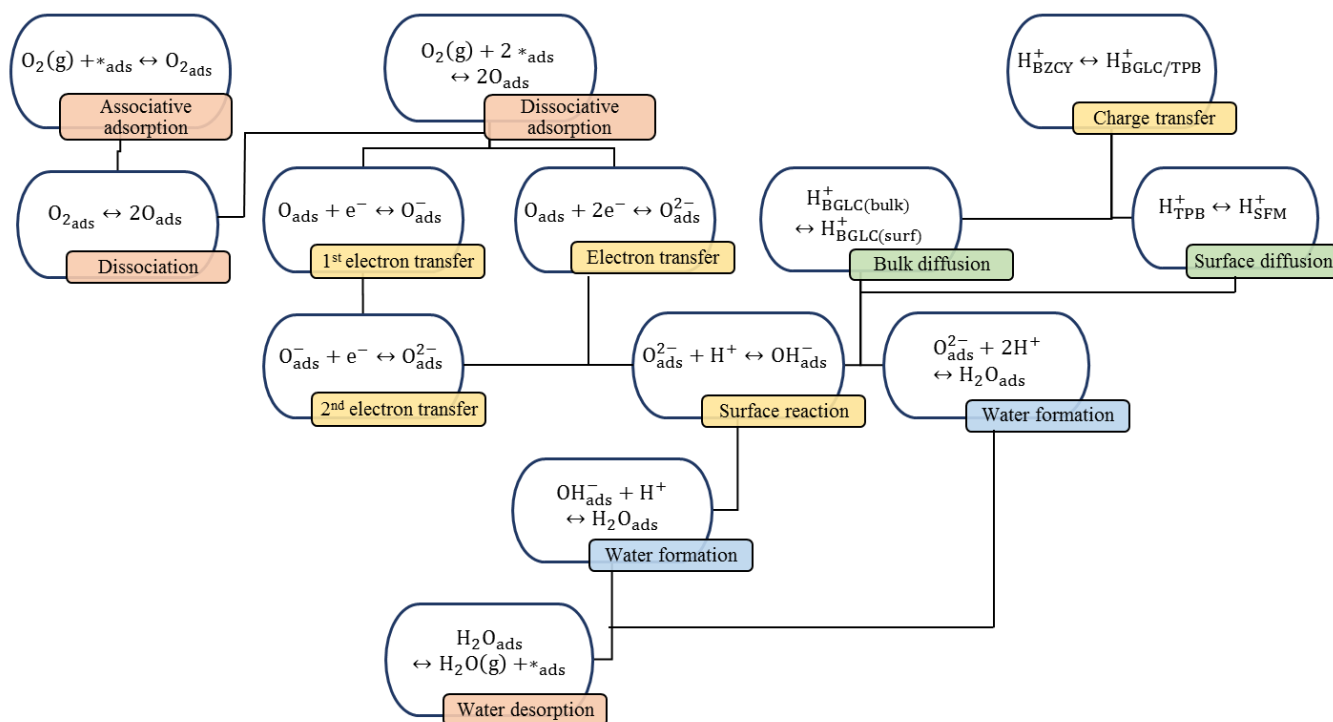 O₂(g) +*ads ↔ O₂ads
Associative
adsorption
O₂(g) + 2 *ads
↔ 2Oads
Dissociative
adsorption
H⁺BZCY ↔ H⁺BGLC/TPB
Charge transfer
O₂ads ↔ 2Oads
Dissociation
Oads + e⁻ ↔ O⁻ads
1st electron transfer
Oads + 2e⁻ ↔ O²⁻ads
Electron transfer
H⁺BGLC(bulk)
↔ H⁺BGLC(surf)
Bulk diffusion
H⁺TPB ↔ H⁺SFM
Surface diffusion
O⁻ads + e⁻ ↔ O²⁻ads
2nd electron transfer
O²⁻ads + H⁺ ↔ OH⁻ads
Surface reaction
O²⁻ads + 2H⁺
↔ H₂Oads
Water formation
OH⁻ads + H⁺
↔ H₂Oads
Water formation
H₂Oads
↔ H₂O(g) +*ads
Water desorption